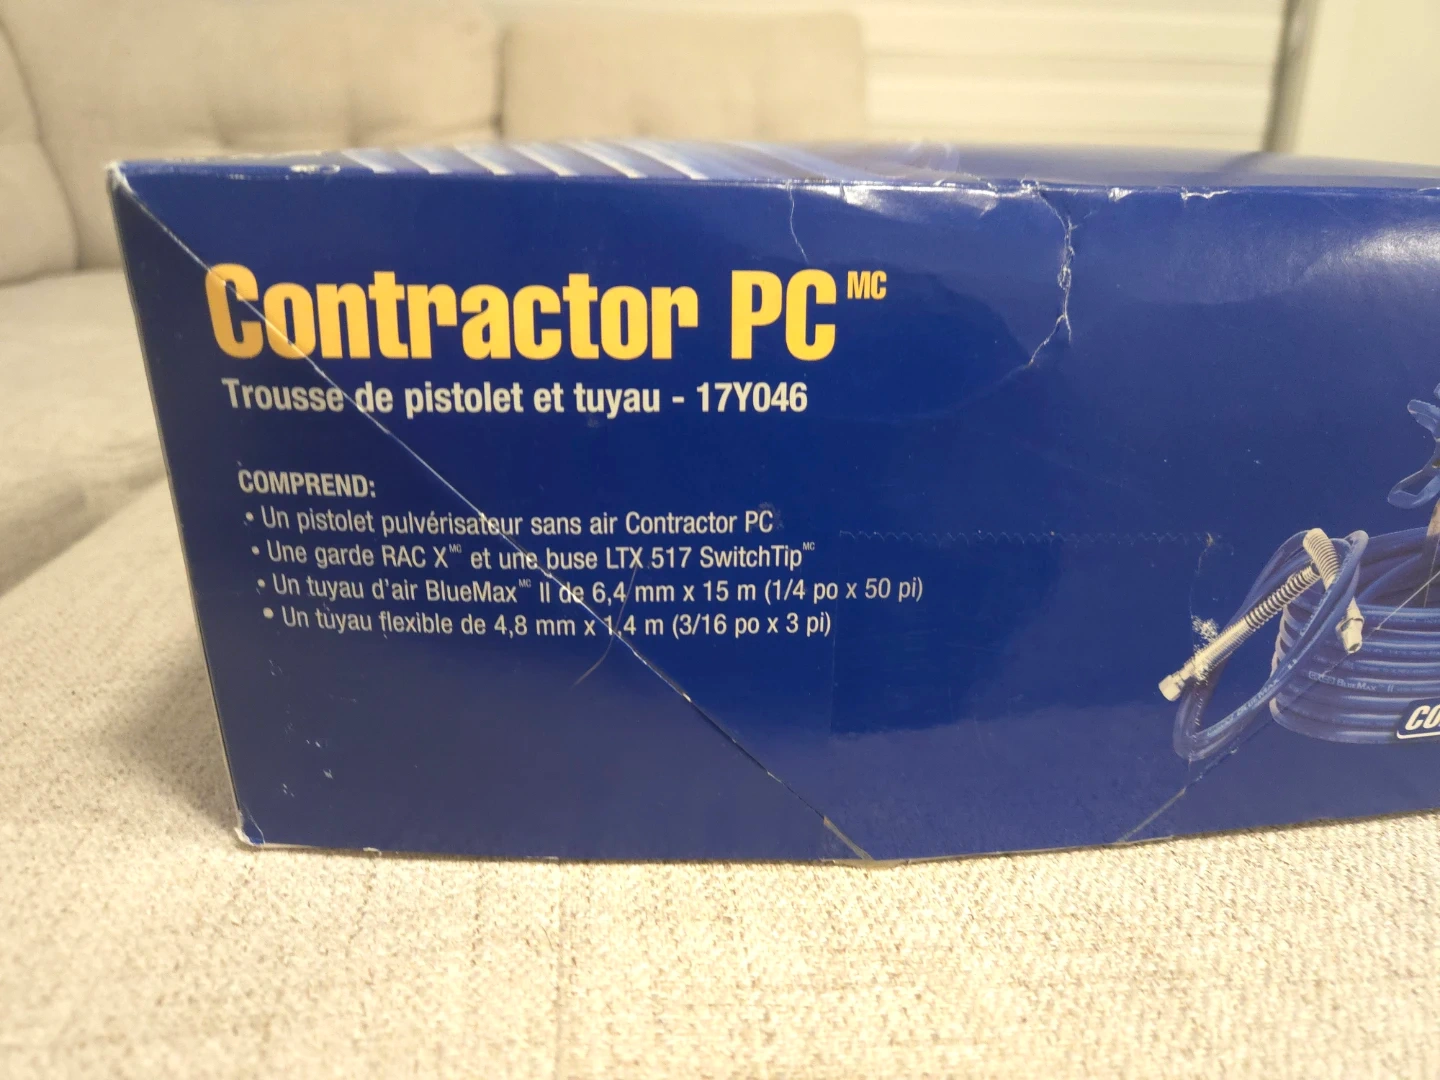 Contractor PC MC
Trousse de pistolet et tuyau - 17Y046
COMPREND:
• Un pistolet pulvérisateur sans air Contractor PC
• Une garde RAC X MC et une buse LTX 517 SwitchTip MC
• Un tuyau d'air BlueMax MC II de 6,4 mm x 15 m (1/4 po x 50 pi)
• Un tuyau flexible de 4,8 mm x 1,4 m (3/16 po x 3 pi)
BLUEMAX II